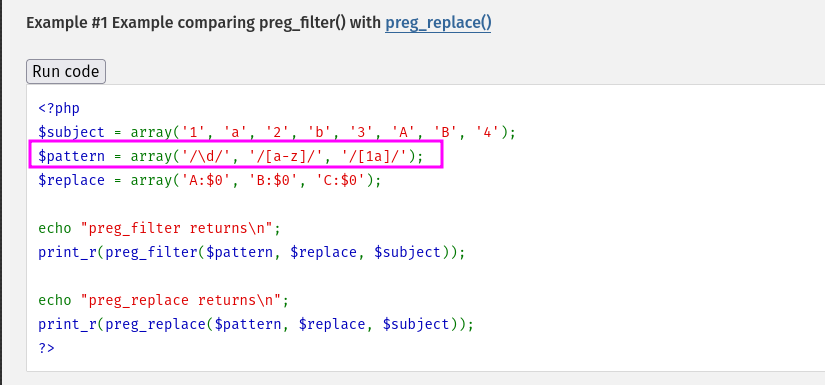 Example #1 Example comparing preg_filter() with preg_replace()
Run code
<?php
$subject = array('1', 'a', '2', 'b', '3', 'A', 'B', '4');
$pattern = array('/\d/', '/[a-z]/', '/[1a]/');
$replace = array('A:$0', 'B:$0', 'C:$0');
echo "preg_filter returns\n";
print_r(preg_filter($pattern, $replace, $subject));
echo "preg_replace returns\n";
print_r(preg_replace($pattern, $replace, $subject));
?>